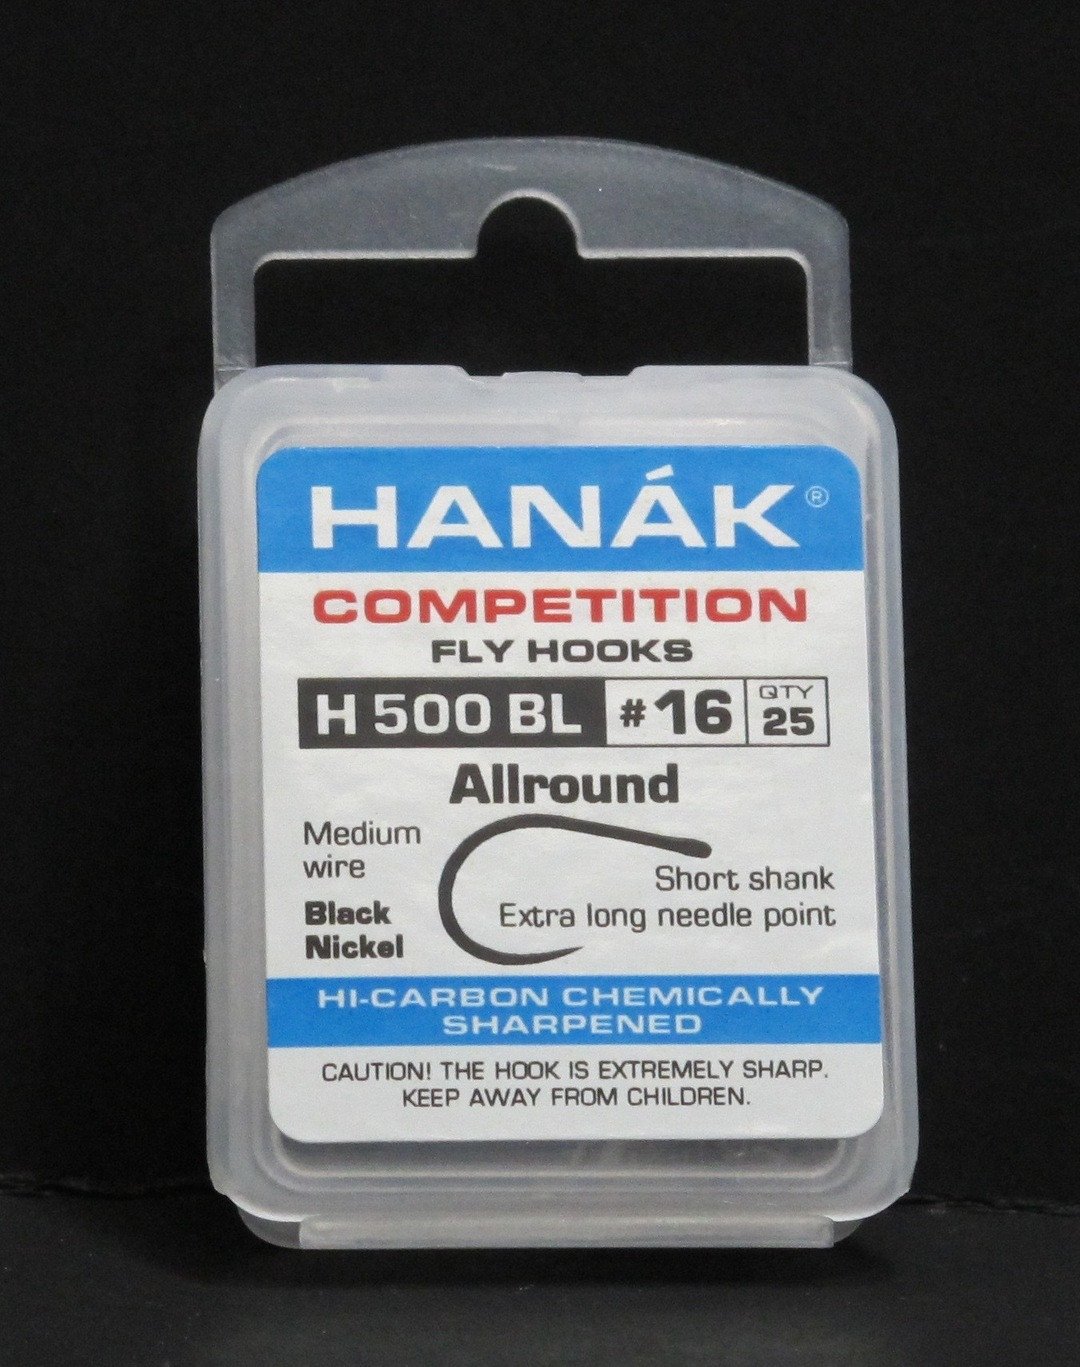 HANÁK®
COMPETITION
FLY HOOKS
H 500 BL #16 QTY 25
Allround
Medium
wire
Short shank
Black
Nickel
Extra long needle point
HI-CARBON CHEMICALLY
SHARPENED
CAUTION! THE HOOK IS EXTREMELY SHARP.
KEEP AWAY FROM CHILDREN.